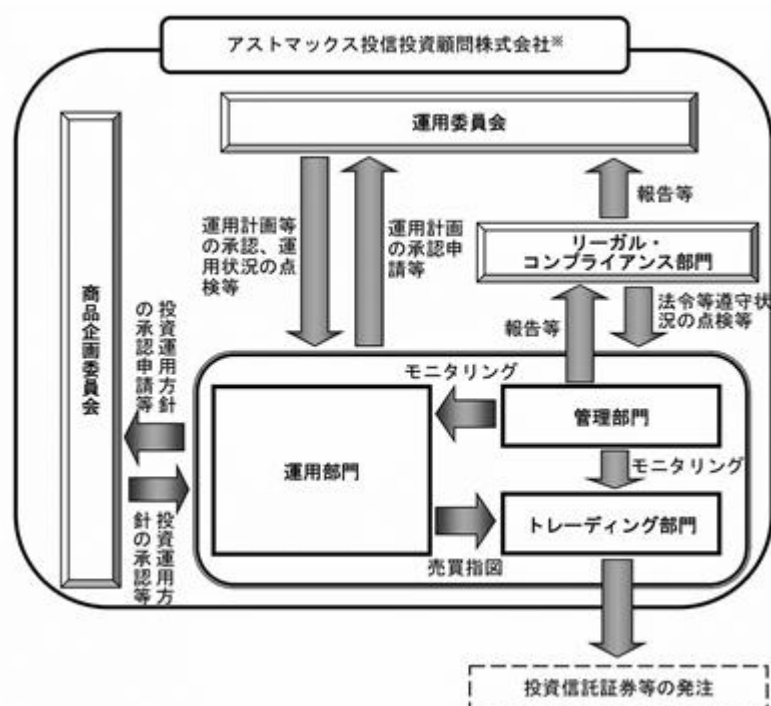 アストマックス投信投資顧問株式会社※
運用委員会
運用計画等
の承認、運
用状況の点
検等
運用計画
の承認申
請等
報告等
リーガル・
コンプライアンス部門
報告等
法令等遵守状
況の点検等
商品企画委員会
投資運用方針
の承認申請等
投資運用方
針の承認等
モニタリング
運用部門
管理部門
モニタリング
トレーディング部門
売買指図
投資信託証券等の発注